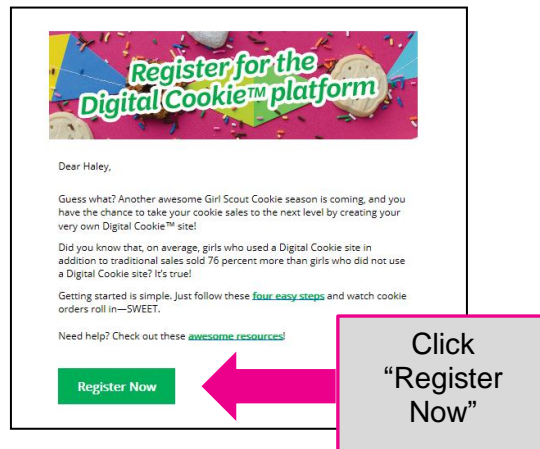 Register for the
Digital Cookie™ platform
Dear Haley,
Guess what? Another awesome Girl Scout Cookie season is coming, and you
have the chance to take your cookie sales to the next level by creating your
very own Digital Cookie™ site!
Did you know that, on average, girls who used a Digital Cookie site in
addition to traditional sales sold 76 percent more than girls who did not use
a Digital Cookie site? It's true!
Getting started is simple. Just follow these four easy steps and watch cookie
orders roll in—SWEET.
Need help? Check out these awesome resources!
Register Now
Click
“Register
Now”